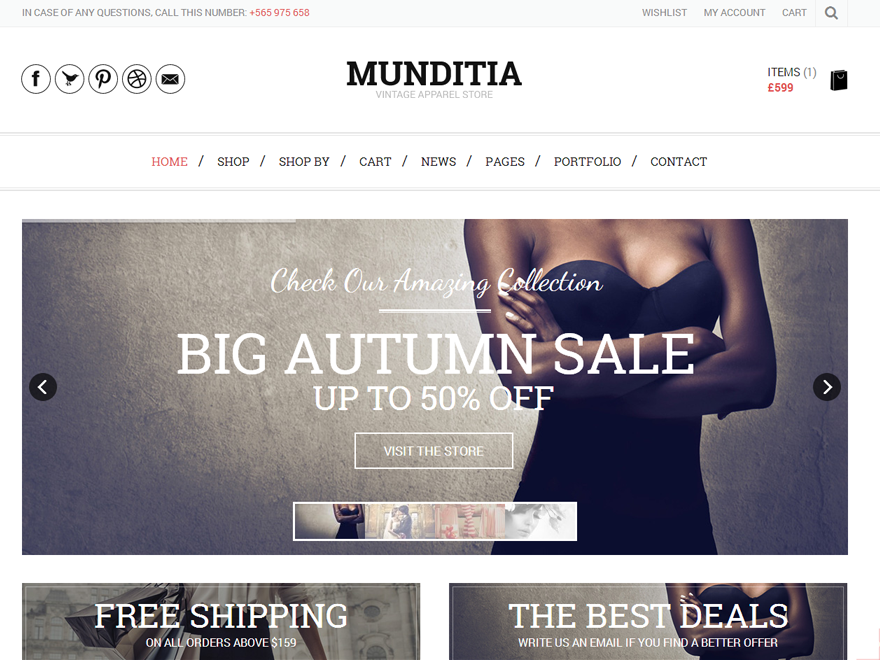 IN CASE OF ANY QUESTIONS, CALL THIS NUMBER: +565 975 658
WISHLIST MY ACCOUNT CART
MUNDITIA
VINTAGE APPAREL STORE
ITEMS (1)
£599
HOME / SHOP / SHOP BY / CART / NEWS / PAGES / PORTFOLIO / CONTACT
Check Our Amazing Collection
BIG AUTUMN SALE
UP TO 50% OFF
VISIT THE STORE
FREE SHIPPING
ON ALL ORDERS ABOVE $159
THE BEST DEALS
WRITE US AN EMAIL IF YOU FIND A BETTER OFFER